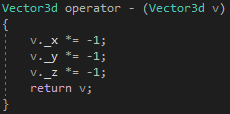 Vector3d operator - (Vector3d v)
{
    v._x *= -1;
    v._y *= -1;
    v._z *= -1;
    return v;
}